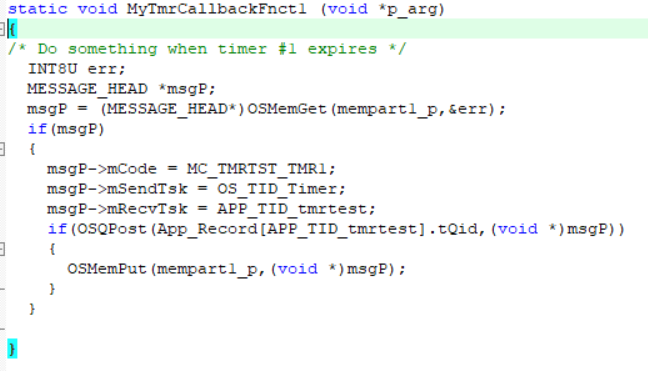 static void MyTmrCallbackFnct1 (void *p_arg)
{
/* Do something when timer #1 expires */
INT8U err;
MESSAGE_HEAD *msgP;
msgP = (MESSAGE_HEAD*)OSMemGet(mempart1_p,&err);
if(msgP)
{
msgP->mCode = MC_TMRTST_TMR1;
msgP->mSendTsk = OS_TID_Timer;
msgP->mRecvTsk = APP_TID_tmrtest;
if(OSQPost(App_Record[APP_TID_tmrtest].tQid,(void *)msgP))
{
OSMemPut(mempart1_p,(void *)msgP);
}
}
}